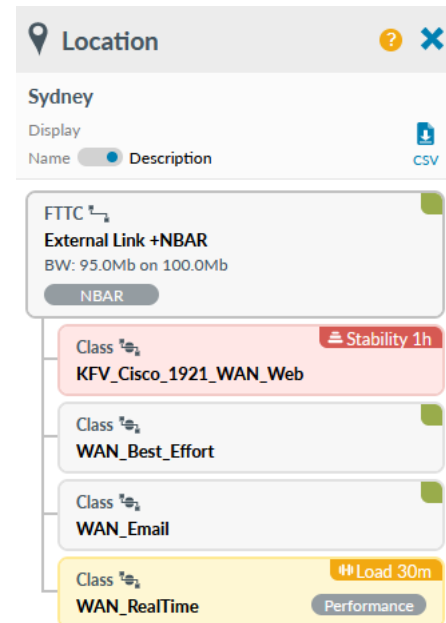 Location ?
Sydney
Display
Name Description
CSV
FTTC
External Link +NBAR
BW: 95.0Mb on 100.0Mb
NBAR
Class Stability 1h
KFV_Cisco_1921_WAN_Web
Class
WAN_Best_Effort
Class
WAN_Email
Class Load 30m
WAN_RealTime Performance